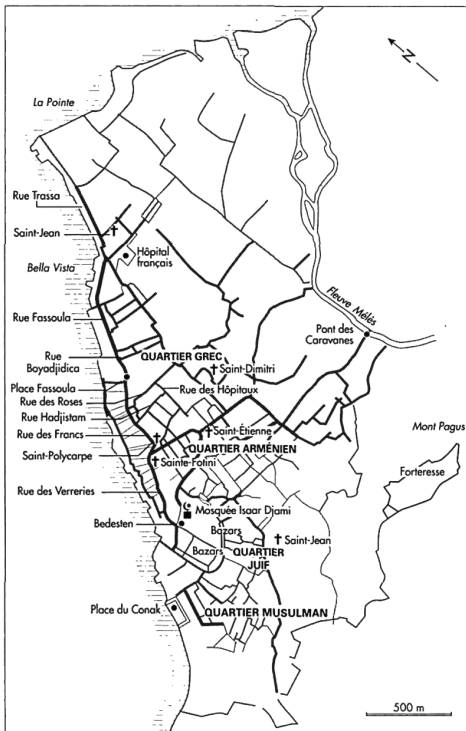 N
La Pointe
Rue Trassa
Saint-Jean
Hôpital
français
Bella Vista
Rue Fassoula
Fleuve Mélès
Pont des
Caravanes
Rue
Boyadjidica
QUARTIER GREC
Saint-Dimitri
Place Fassoula
Rue des Hôpitaux
Rue des Roses
Rue Hadjistam
Rue des Francs
Saint-Étienne
Mont Pagus
QUARTIER ARMÉNIEN
Saint-Polycarpe
Sainte-Fotini
Forteresse
Rue des Verreries
Mosquée Isaar Djami
Bedesten
Bazars
Saint-Jean
Bazars
QUARTIER
JUIF
Place du Conak
QUARTIER MUSULMAN
500 m